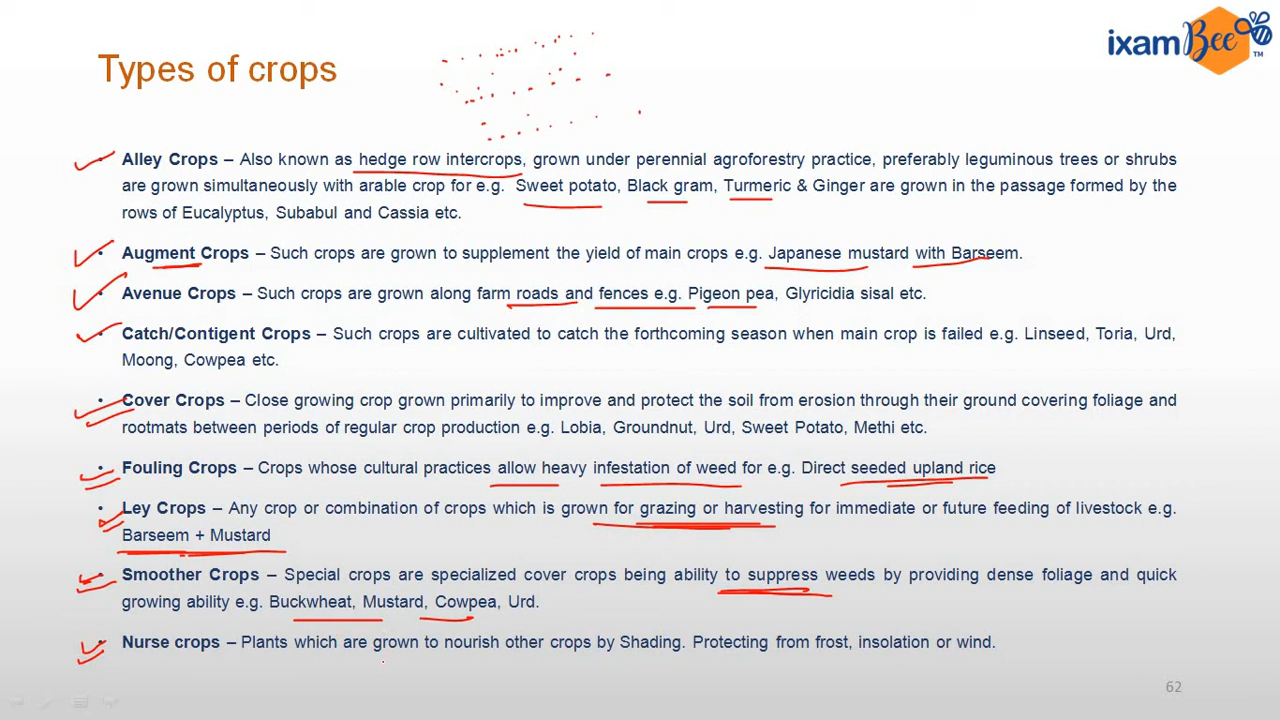 ixamBee
TM
Types of crops
• Alley Crops – Also known as hedge row intercrops, grown under perennial agroforestry practice, preferably leguminous trees or shrubs
are grown simultaneously with arable crop for e.g. Sweet potato, Black gram, Turmeric & Ginger are grown in the passage formed by the
rows of Eucalyptus, Subabul and Cassia etc.
• Augment Crops – Such crops are grown to supplement the yield of main crops e.g. Japanese mustard with Barseem.
• Avenue Crops – Such crops are grown along farm roads and fences e.g. Pigeon pea, Glyricidia sisal etc.
• Catch/Contigent Crops – Such crops are cultivated to catch the forthcoming season when main crop is failed e.g. Linseed, Toria, Urd,
Moong, Cowpea etc.
• Cover Crops – Close growing crop grown primarily to improve and protect the soil from erosion through their ground covering foliage and
rootmats between periods of regular crop production e.g. Lobia, Groundnut, Urd, Sweet Potato, Methi etc.
• Fouling Crops – Crops whose cultural practices allow heavy infestation of weed for e.g. Direct seeded upland rice
• Ley Crops – Any crop or combination of crops which is grown for grazing or harvesting for immediate or future feeding of livestock e.g.
Barseem + Mustard
• Smoother Crops – Special crops are specialized cover crops being ability to suppress weeds by providing dense foliage and quick
growing ability e.g. Buckwheat, Mustard, Cowpea, Urd.
• Nurse crops – Plants which are grown to nourish other crops by Shading. Protecting from frost, insolation or wind.
62